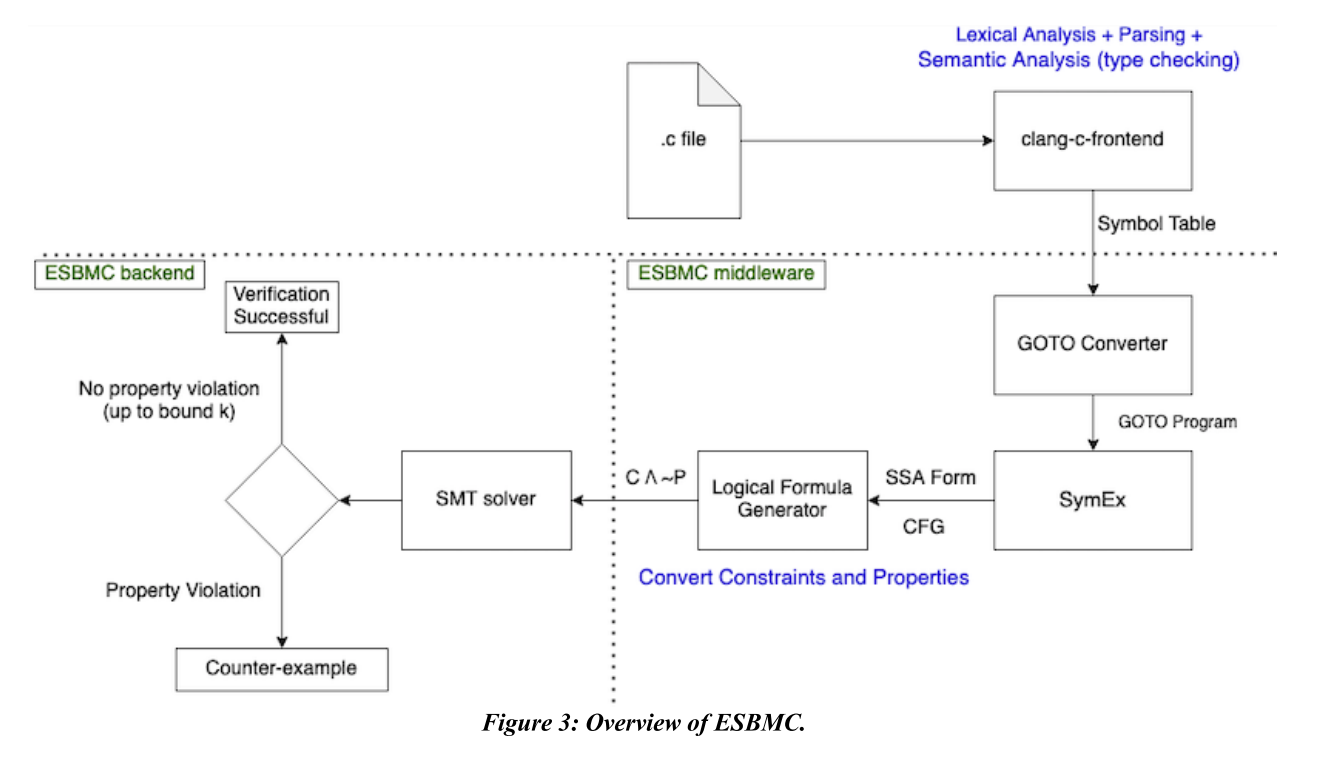 Lexical Analysis + Parsing +
Semantic Analysis (type checking)
.c file
clang-c-frontend
Symbol Table
ESBMC backend
ESBMC middleware
Verification
Successful
GOTO Converter
No property violation
(up to bound k)
GOTO Program
SMT solver
C Λ ~P
Logical Formula
Generator
SSA Form
CFG
SymEx
Convert Constraints and Properties
Property Violation
Counter-example
Figure 3: Overview of ESBMC.